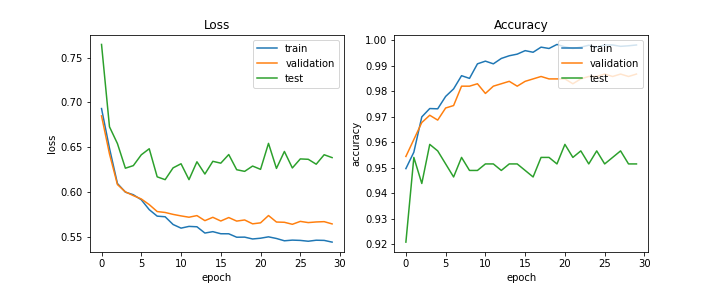 Loss
train
validation
test
0.75
0.70
0.65
0.60
0.55
loss
0 5 10 15 20 25 30
epoch
Accuracy
train
validation
test
1.00
0.99
0.98
0.97
0.96
0.95
0.94
0.93
0.92
accuracy
0 5 10 15 20 25 30
epoch